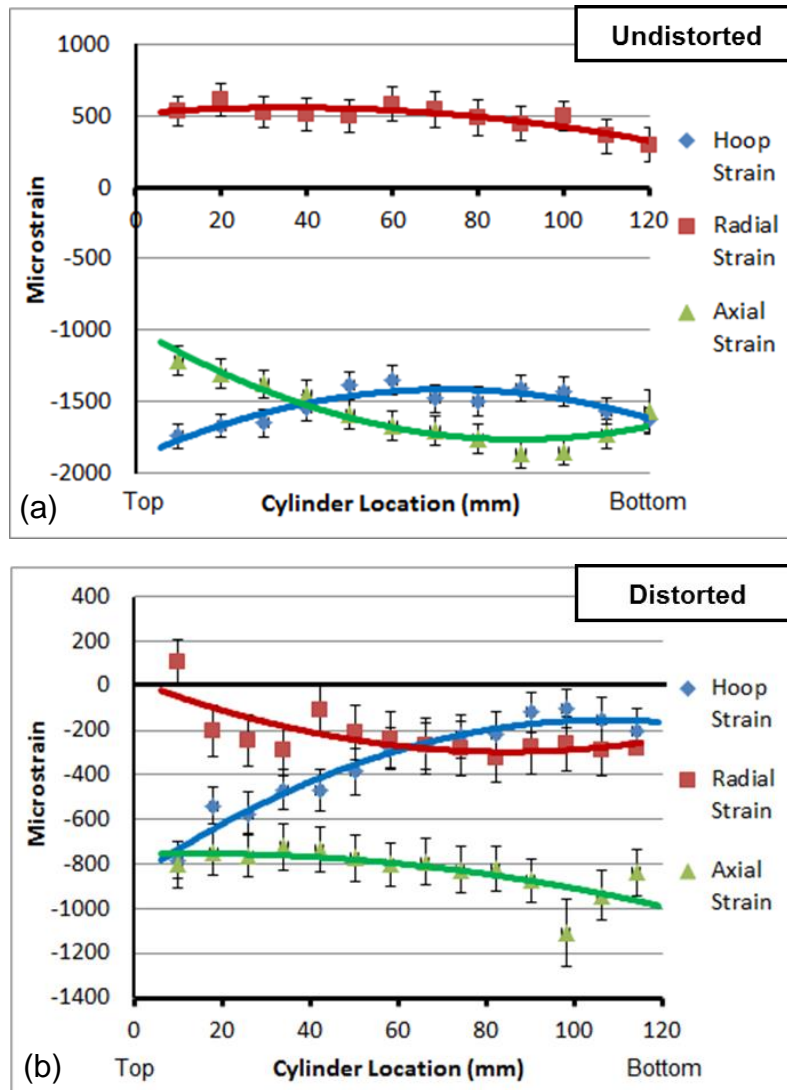 Undistorted
1000
500
0
-500
-1000
-1500
-2000
0 20 40 60 80 100 120
Microstrain
Hoop
Strain
Radial
Strain
Axial
Strain
Top Cylinder Location (mm) Bottom
(a)
Distorted
400
200
0
-200
-400
-600
-800
-1000
-1200
-1400
0 20 40 60 80 100 120
Microstrain
Hoop
Strain
Radial
Strain
Axial
Strain
Top Cylinder Location (mm) Bottom
(b)